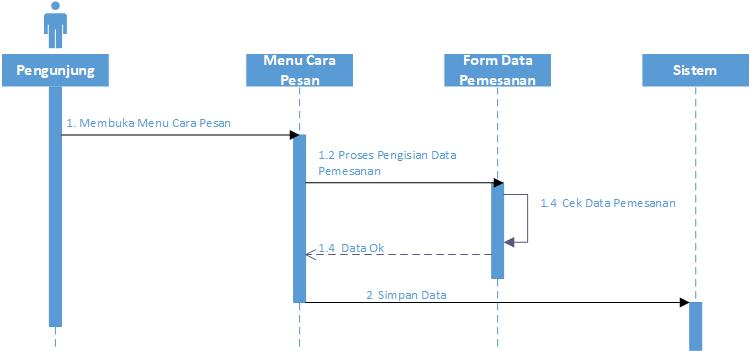 Pengunjung
Menu Cara
Pesan
Form Data
Pemesanan
Sistem
1. Membuka Menu Cara Pesan
1.2 Proses Pengisian Data
Pemesanan
1.4 Cek Data Pemesanan
1.4 Data Ok
2 Simpan Data